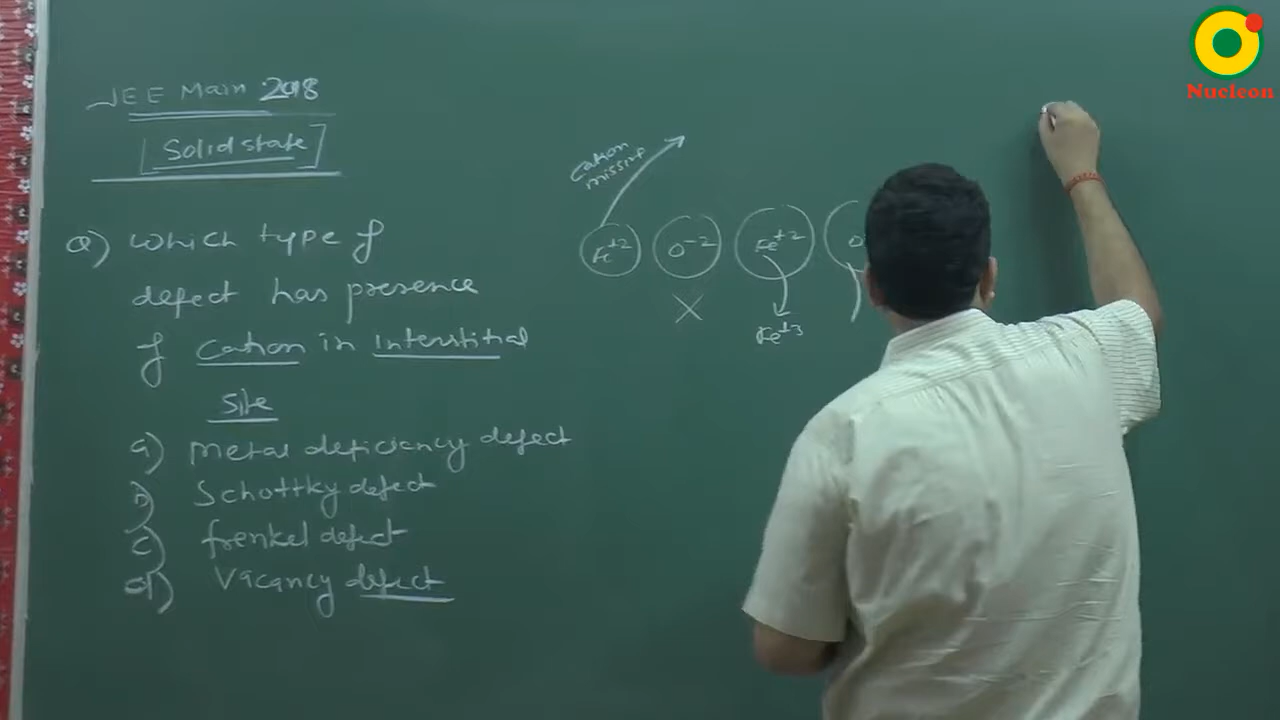 JEE Main 2018
Solid state
Q) Which type of
defect has presence
of Cation in Interstitial
Site
a) Metal deficiency defect
b) Schottky defect
c) frenkel defect
d) Vacancy defect
Cation
missing
Fe+2 O-2 Fe+2 O
X
Fe+3
Nucleon